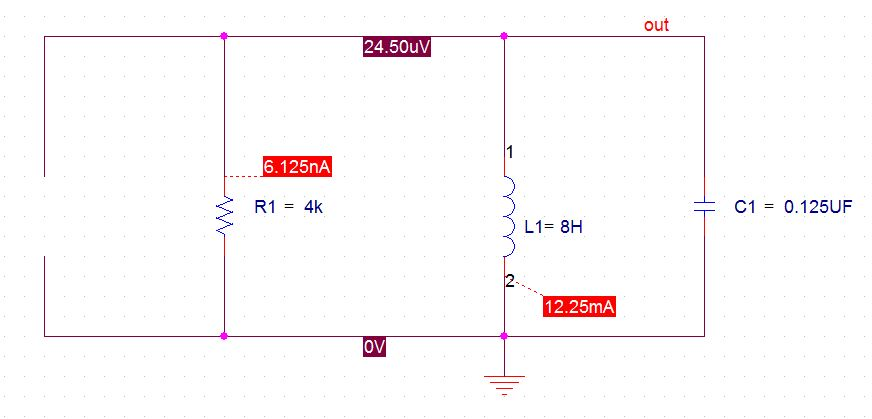 out
24.50uV
1
6.125nA
R1 = 4k
L1= 8H
C1 = 0.125UF
2
12.25mA
0V